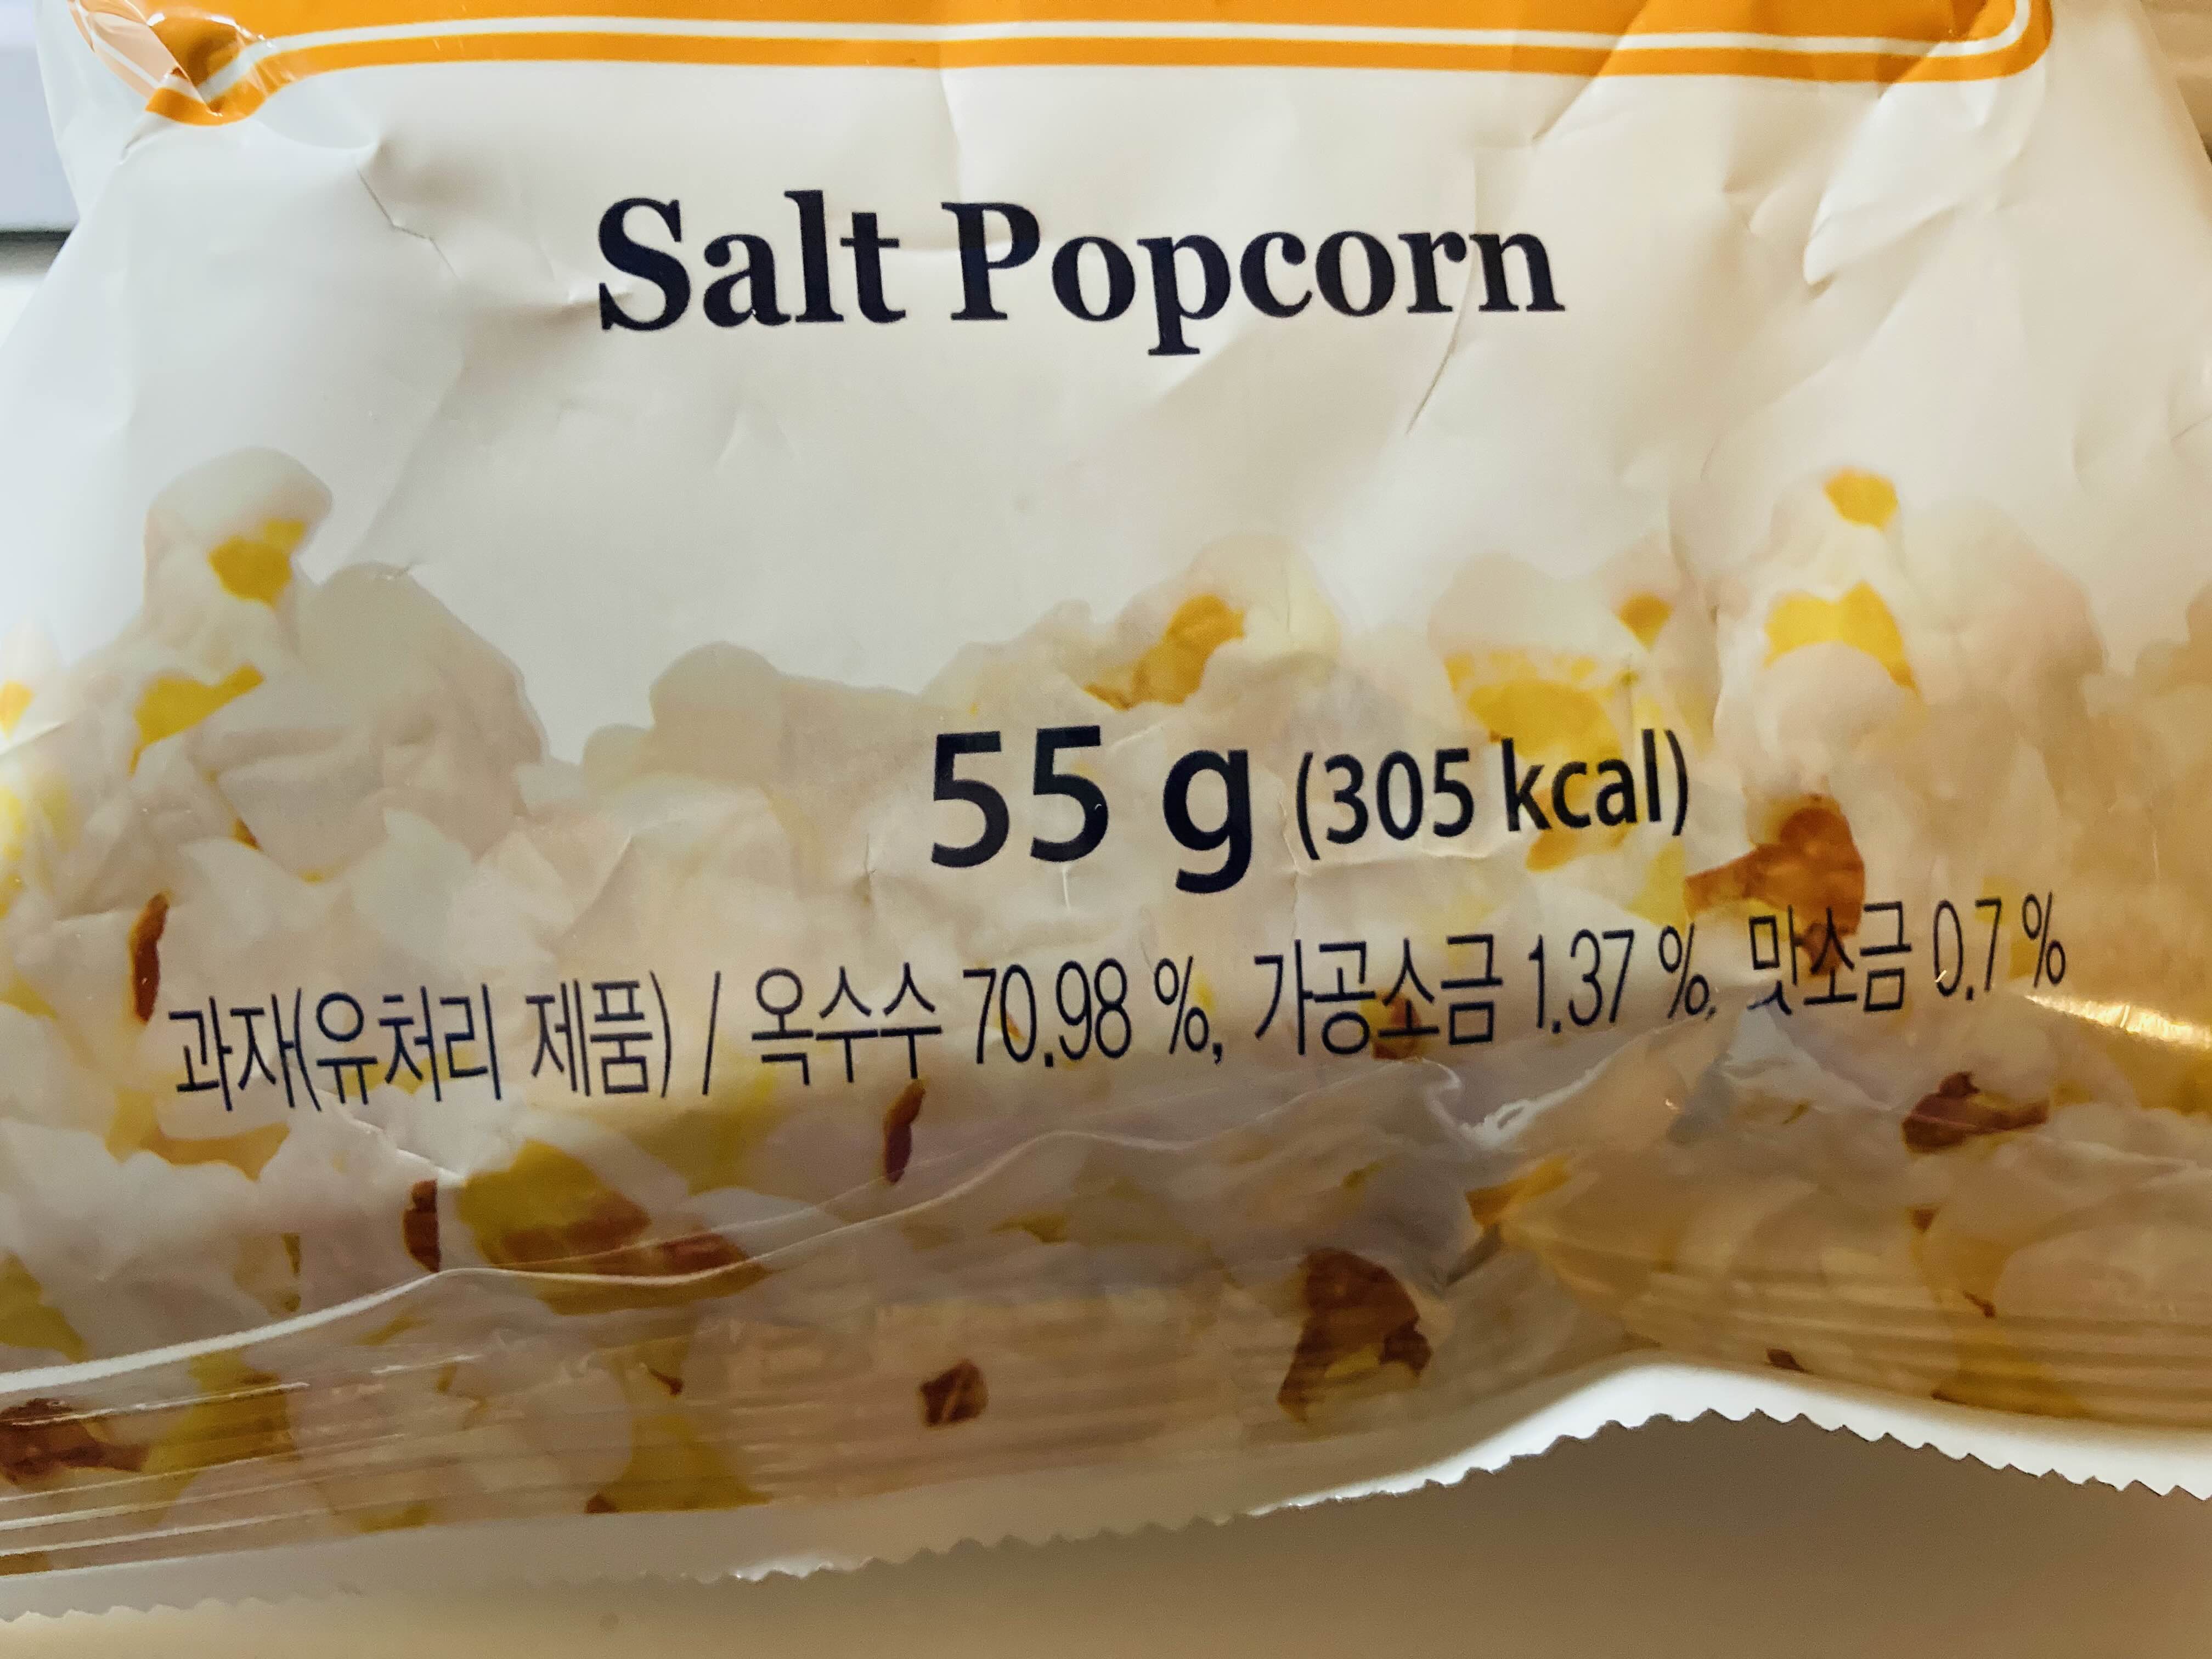 Salt Popcorn
55 g (305 kcal)
과자(유처리 제품) / 옥수수 70.98 %, 가공소금 1.37 %, 맛소금 0.7 %